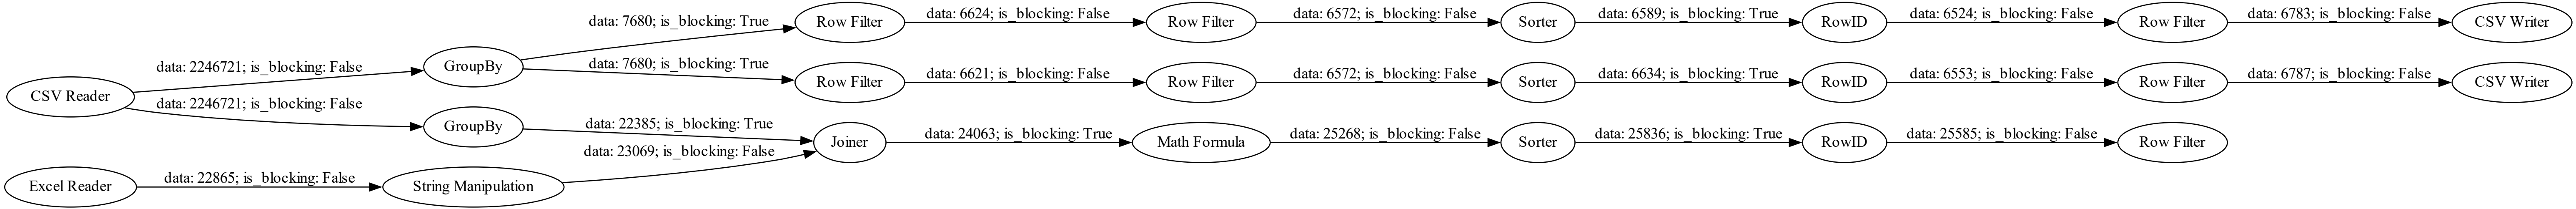 data: 7680; is_blocking: True
Row Filter
data: 6624; is_blocking: False
Row Filter
data: 6572; is_blocking: False
Sorter
data: 6589; is_blocking: True
RowID
data: 6524; is_blocking: False
Row Filter
data: 6783; is_blocking: False
CSV Writer
data: 2246721; is_blocking: False
GroupBy
data: 7680; is_blocking: True
Row Filter
data: 6621; is_blocking: False
Row Filter
data: 6572; is_blocking: False
Sorter
data: 6634; is_blocking: True
RowID
data: 6553; is_blocking: False
Row Filter
data: 6787; is_blocking: False
CSV Writer
CSV Reader
data: 2246721; is_blocking: False
GroupBy
data: 22385; is_blocking: True
Joiner
data: 24063; is_blocking: True
Math Formula
data: 25268; is_blocking: False
Sorter
data: 25836; is_blocking: True
RowID
data: 25585; is_blocking: False
Row Filter
data: 23069; is_blocking: False
Excel Reader
data: 22865; is_blocking: False
String Manipulation